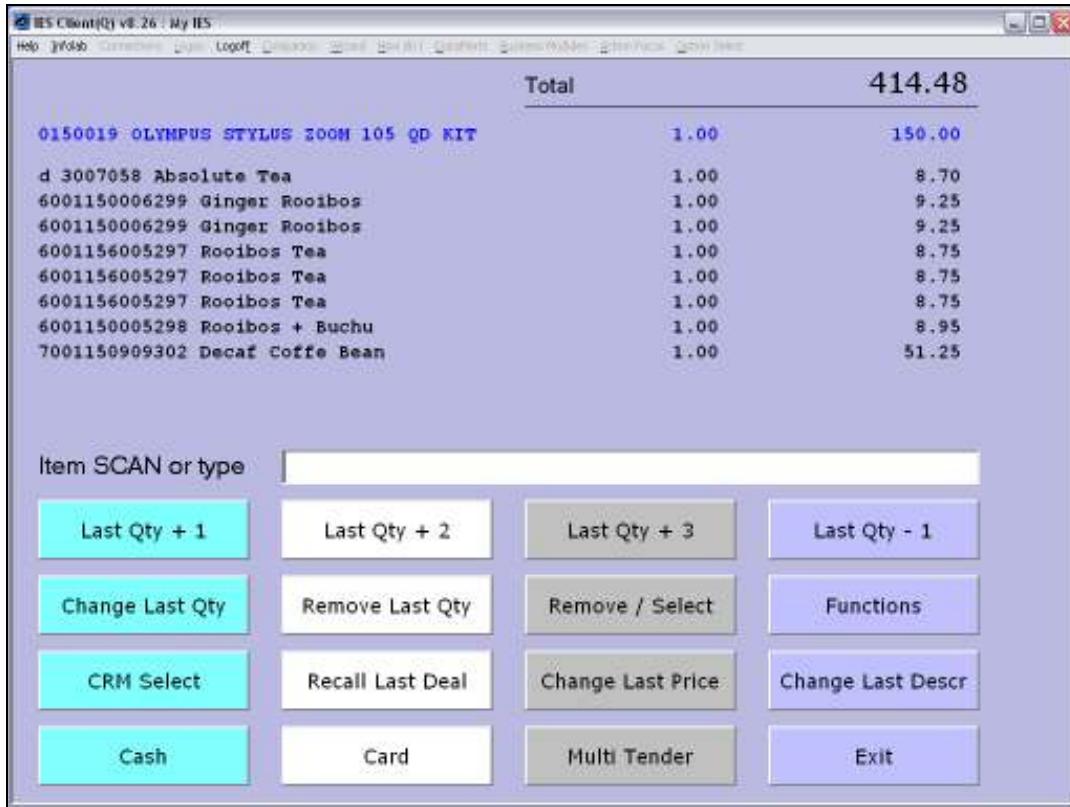 IES Client(Q) v8.26 : My IES
Help Infolab Logoff
Total 414.48
0150019 OLYMPUS STYLUS ZOOM 105 QD KIT 1.00 150.00
d 3007058 Absolute Tea 1.00 8.70
6001150006299 Ginger Rooibos 1.00 9.25
6001150006299 Ginger Rooibos 1.00 9.25
6001156005297 Rooibos Tea 1.00 8.75
6001156005297 Rooibos Tea 1.00 8.75
6001156005297 Rooibos Tea 1.00 8.75
6001150005298 Rooibos + Buchu 1.00 8.95
7001150909302 Decaf Coffe Bean 1.00 51.25
Item SCAN or type
Last Qty + 1 Last Qty + 2 Last Qty + 3 Last Qty - 1
Change Last Qty Remove Last Qty Remove / Select Functions
CRM Select Recall Last Deal Change Last Price Change Last Descr
Cash Card Multi Tender Exit